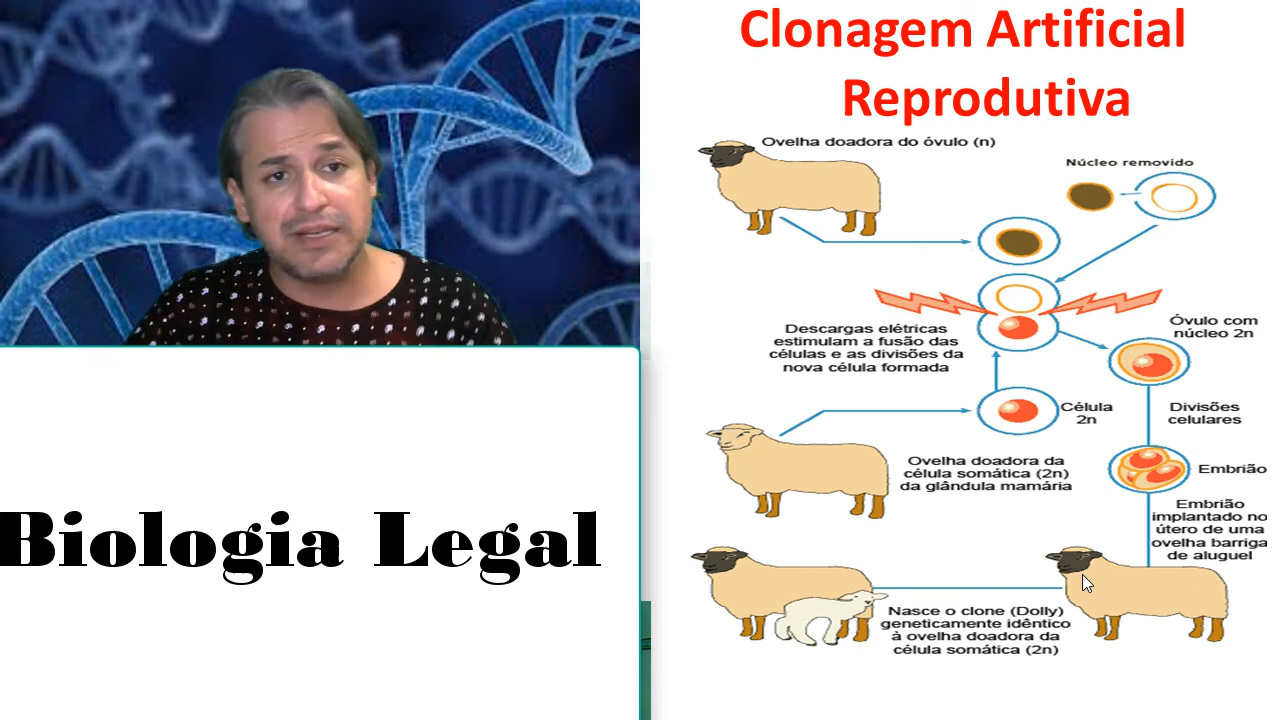 Clonagem Artificial
Reprodutiva
Ovelha doadora do óvulo (n)
Núcleo removido
Descargas elétricas
estimulam a fusão das
células e as divisões da
nova célula formada
Óvulo com
núcleo 2n
Célula
2n
Divisões
celulares
Ovelha doadora da
célula somática (2n)
da glândula mamária
Embrião
Embrião
implantado no
útero de uma
ovelha barriga
de aluguel
Nasce o clone (Dolly)
geneticamente idêntico
à ovelha doadora da
célula somática (2n)
Biologia Legal